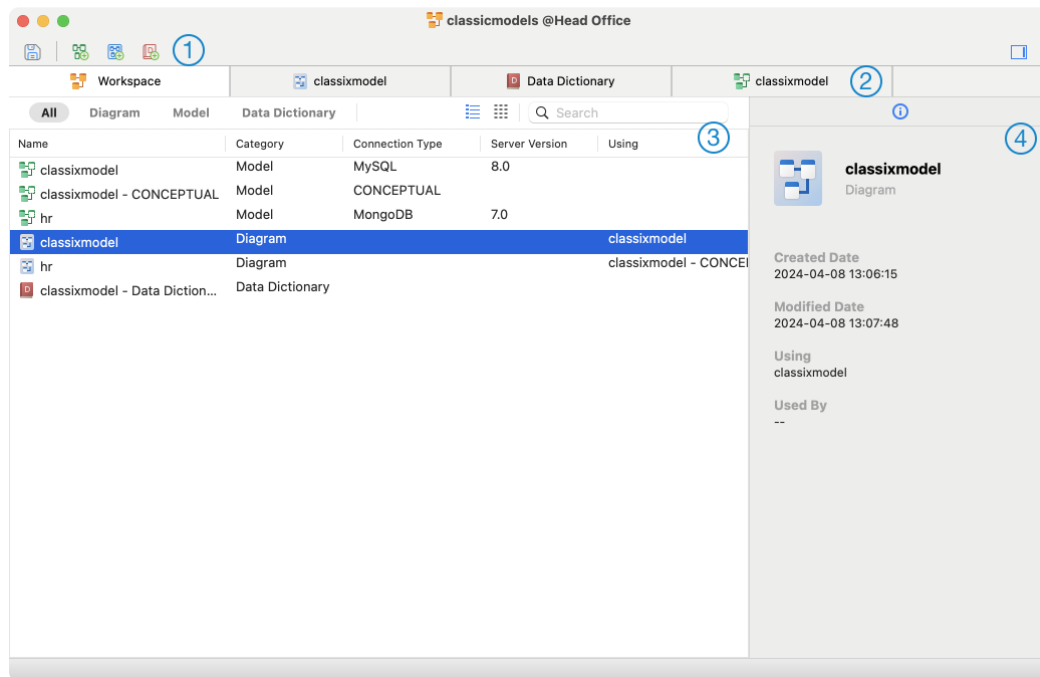 classicmodels @Head Office
1
Workspace classixmodel Data Dictionary classixmodel 2
All Diagram Model Data Dictionary Search
3
4
Name Category Connection Type Server Version Using
classixmodel Model MySQL 8.0
classixmodel - CONCEPTUAL Model CONCEPTUAL
hr Model MongoDB 7.0
classixmodel Diagram classixmodel
hr Diagram classixmodel - CONCEI
classixmodel - Data Diction... Data Dictionary
classixmodel
Diagram
Created Date
2024-04-08 13:06:15
Modified Date
2024-04-08 13:07:48
Using
classixmodel
Used By
--